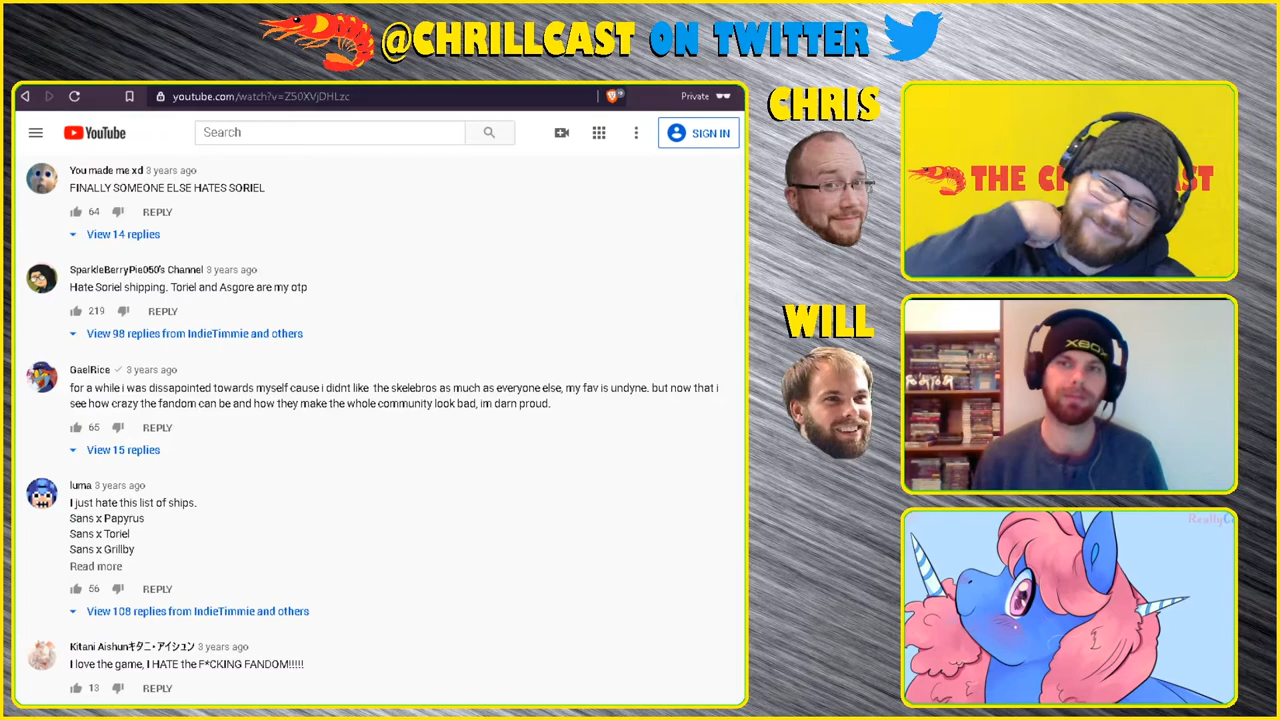 @CHRILLCAST ON TWITTER
youtube.com/watch?v=Z50XVjDHLzc
Private
YouTube
Search
SIGN IN
You made me xd 3 years ago
FINALLY SOMEONE ELSE HATES SORIEL
64 REPLY
View 14 replies
SparkleBerryPie050's Channel 3 years ago
Hate Soriel shipping. Toriel and Asgore are my otp
219 REPLY
View 98 replies from IndieTimmie and others
GaelRice 3 years ago
for a while i was dissapointed towards myself cause i didnt like the skelebros as much as everyone else, my fav is undyne. but now that i
see how crazy the fandom can be and how they make the whole community look bad, im darn proud.
65 REPLY
View 15 replies
luma 3 years ago
I just hate this list of ships.
Sans x Papyrus
Sans x Toriel
Sans x Grillby
Read more
56 REPLY
View 108 replies from IndieTimmie and others
Kitani Aishunキタニ・アイシュン 3 years ago
I love the game, I HATE the F*CKING FANDOM!!!!!
13 REPLY
CHRIS
THE
WILL
XBOX